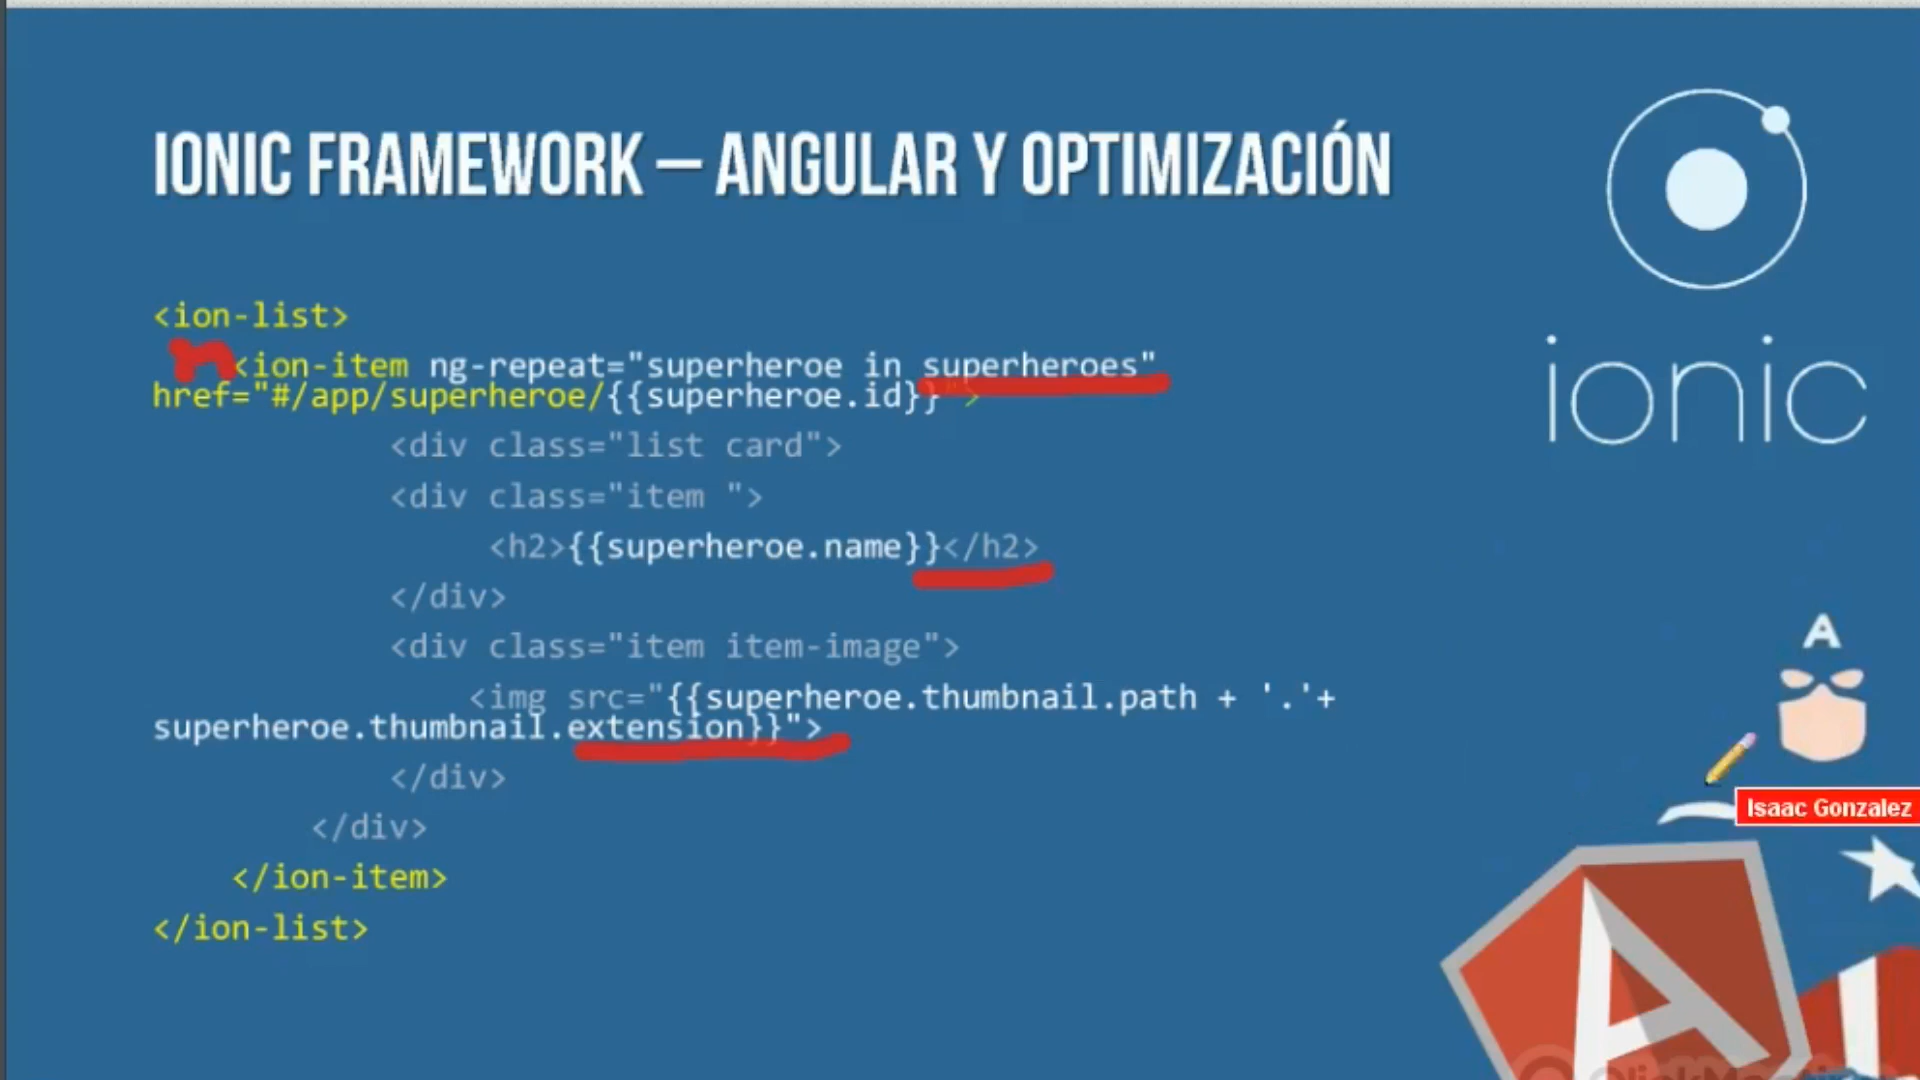 IONIC FRAMEWORK – ANGULAR Y OPTIMIZACIÓN
ionic
<ion-list>
<ion-item ng-repeat="superheroe in superheroes"
href="#/app/superheroe/{{superheroe.id}}">
<div class="list card">
<div class="item ">
<h2>{{superheroe.name}}</h2>
</div>
<div class="item item-image">
<img src="{{superheroe.thumbnail.path + '.'+
superheroe.thumbnail.extension}}">
</div>
</div>
</ion-item>
</ion-list>
A
Isaac Gonzalez
A